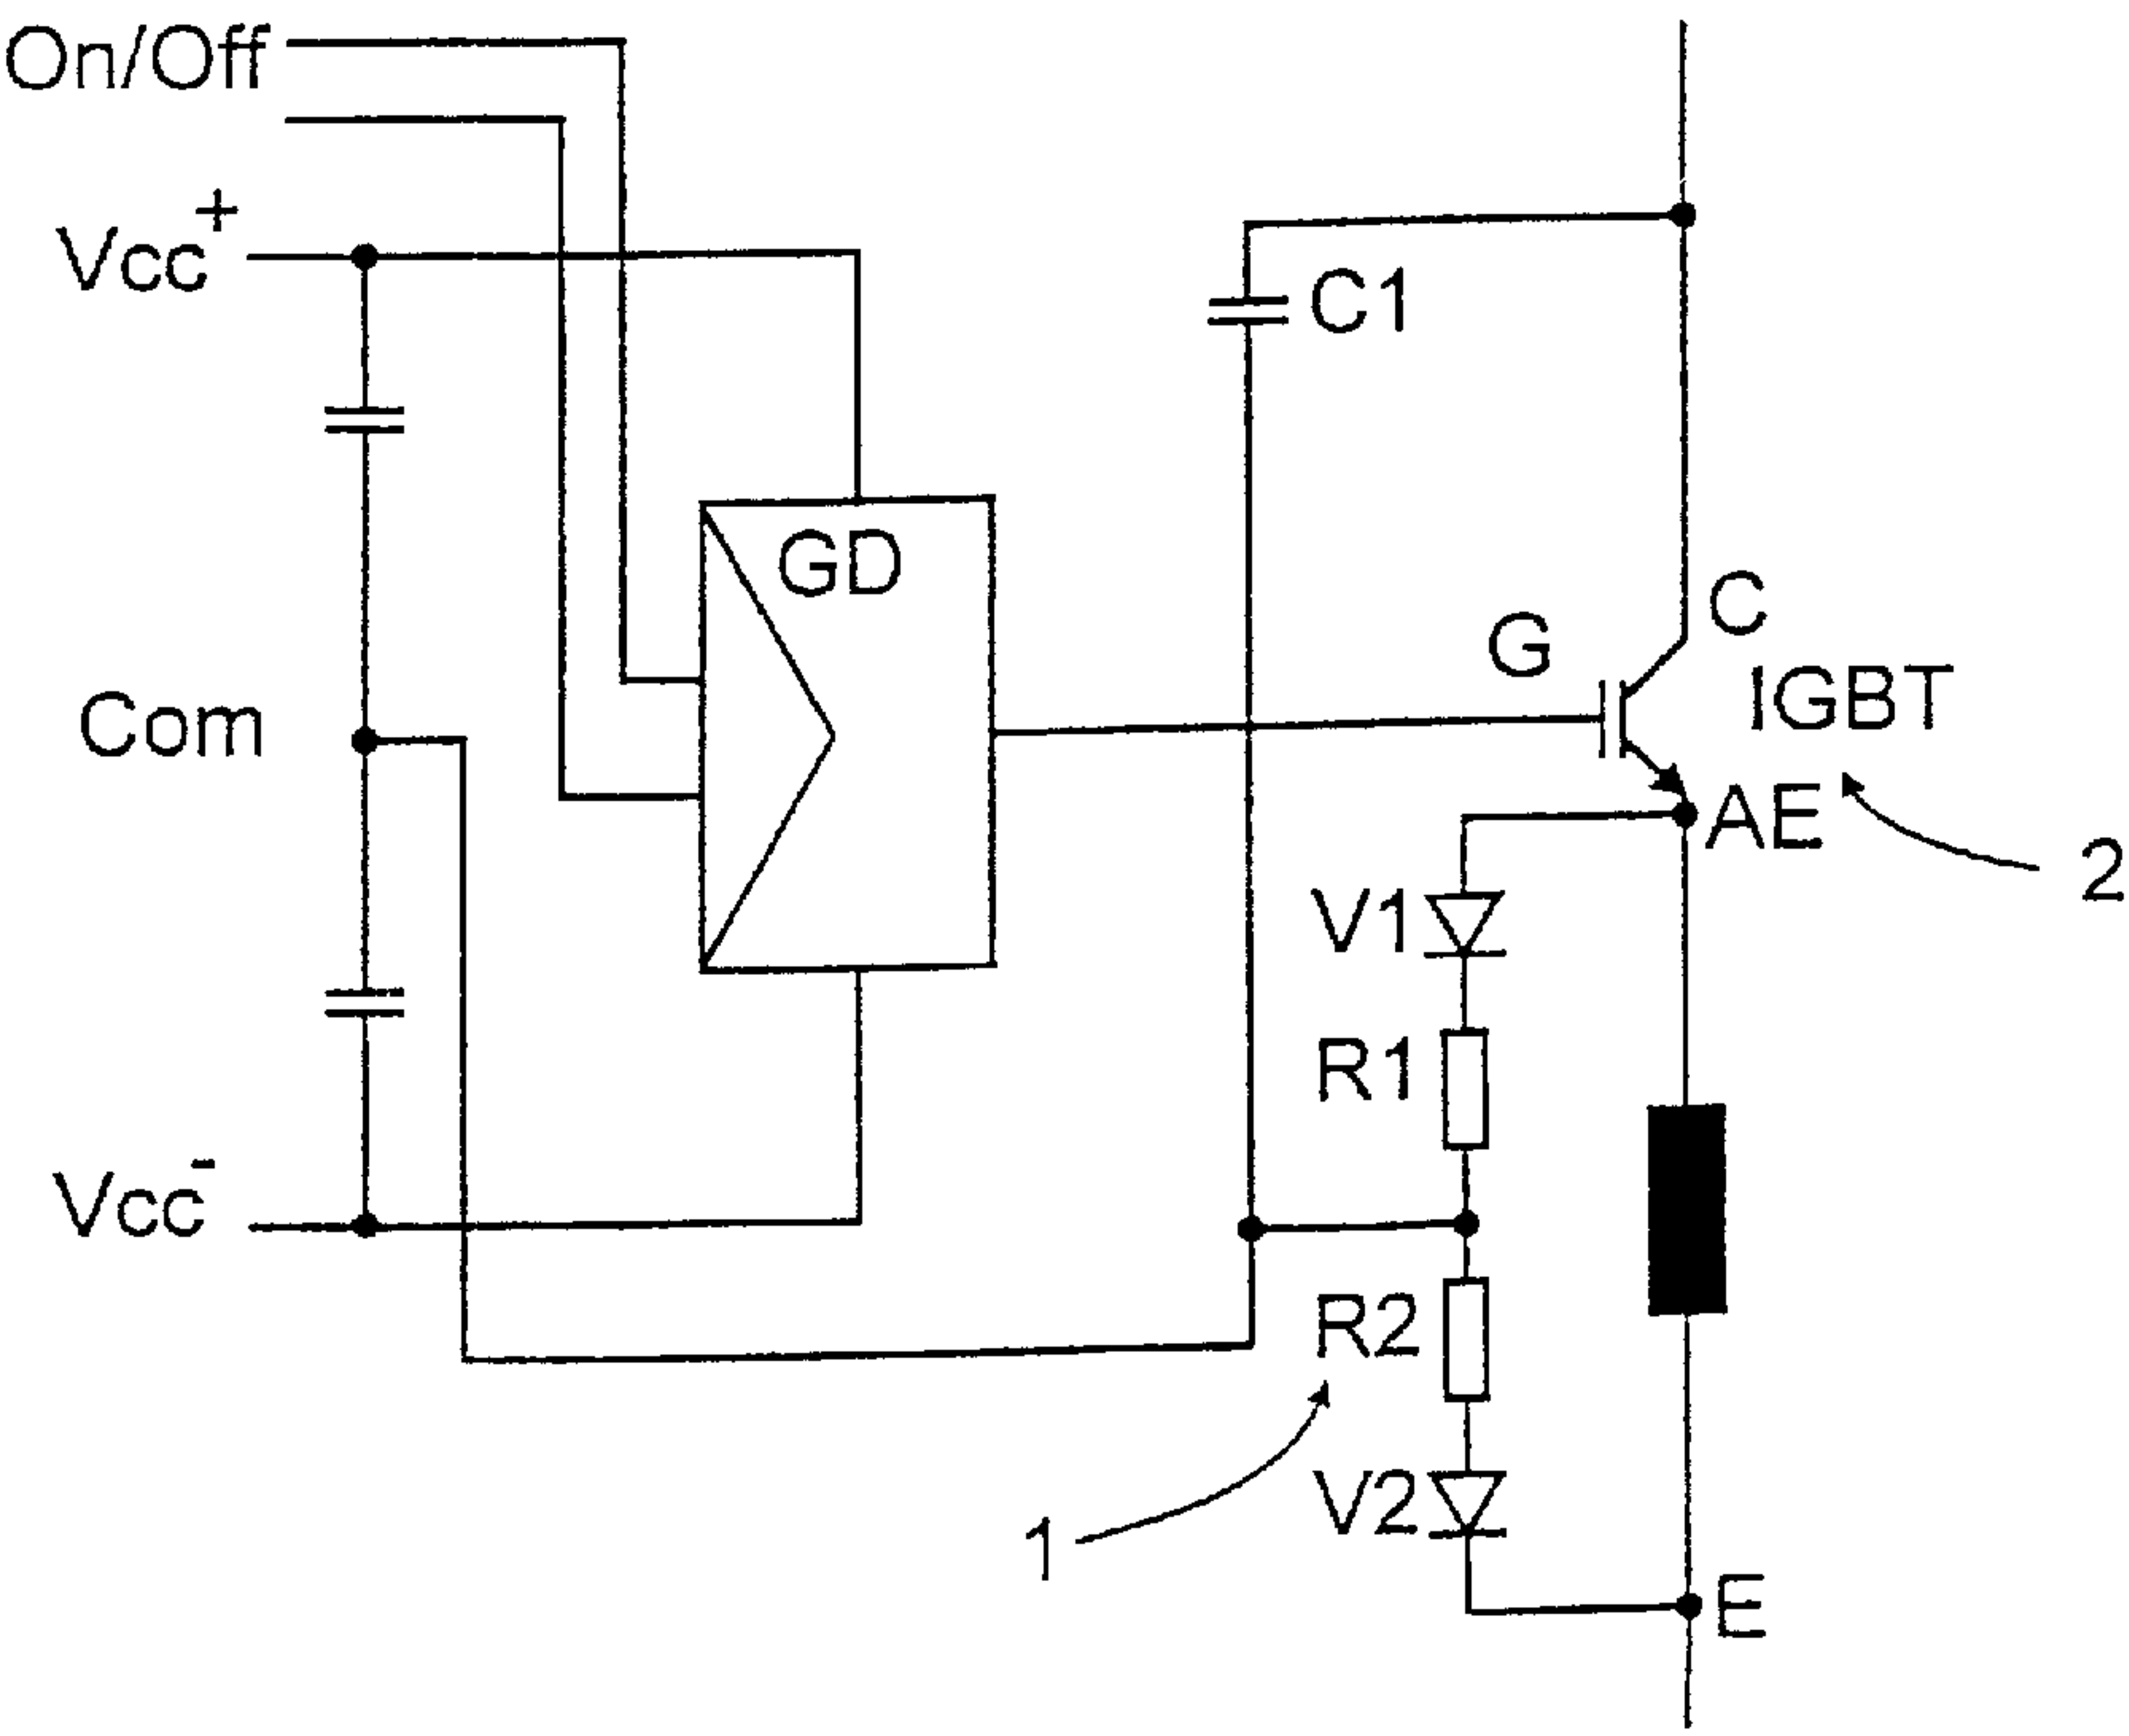 On/Off
Vcc+
C1
GD
C
G
IGBT
Com
AE
2
V1
R1
Vcc-
R2
V2
1
E